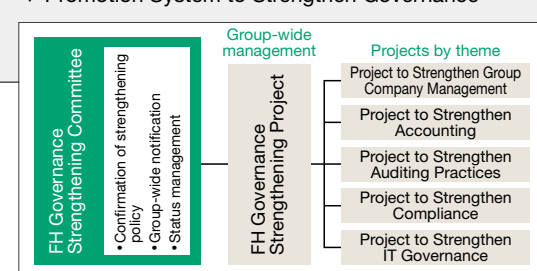 Promotion System to Strengthen Governance
FH Governance
Strengthening Committee
• Confirmation of strengthening
policy
• Group-wide notification
• Status management
Group-wide
management
FH Governance
Strengthening Project
Projects by theme
Project to Strengthen Group
Company Management
Project to Strengthen
Accounting
Project to Strengthen
Auditing Practices
Project to Strengthen
Compliance
Project to Strengthen
IT Governance